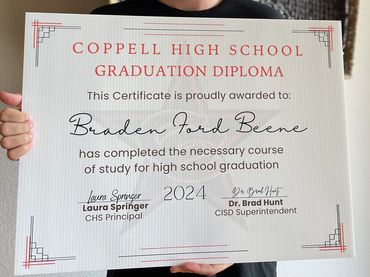 COPPELL HIGH SCHOOL
GRADUATION DIPLOMA
This Certificate is proudly awarded to:
Braden Ford Beene
has completed the necessary course
of study for high school graduation
Laura Springer 2024 Dr. Brad Hunt
Laura Springer Dr. Brad Hunt
CHS Principal CISD Superintendent